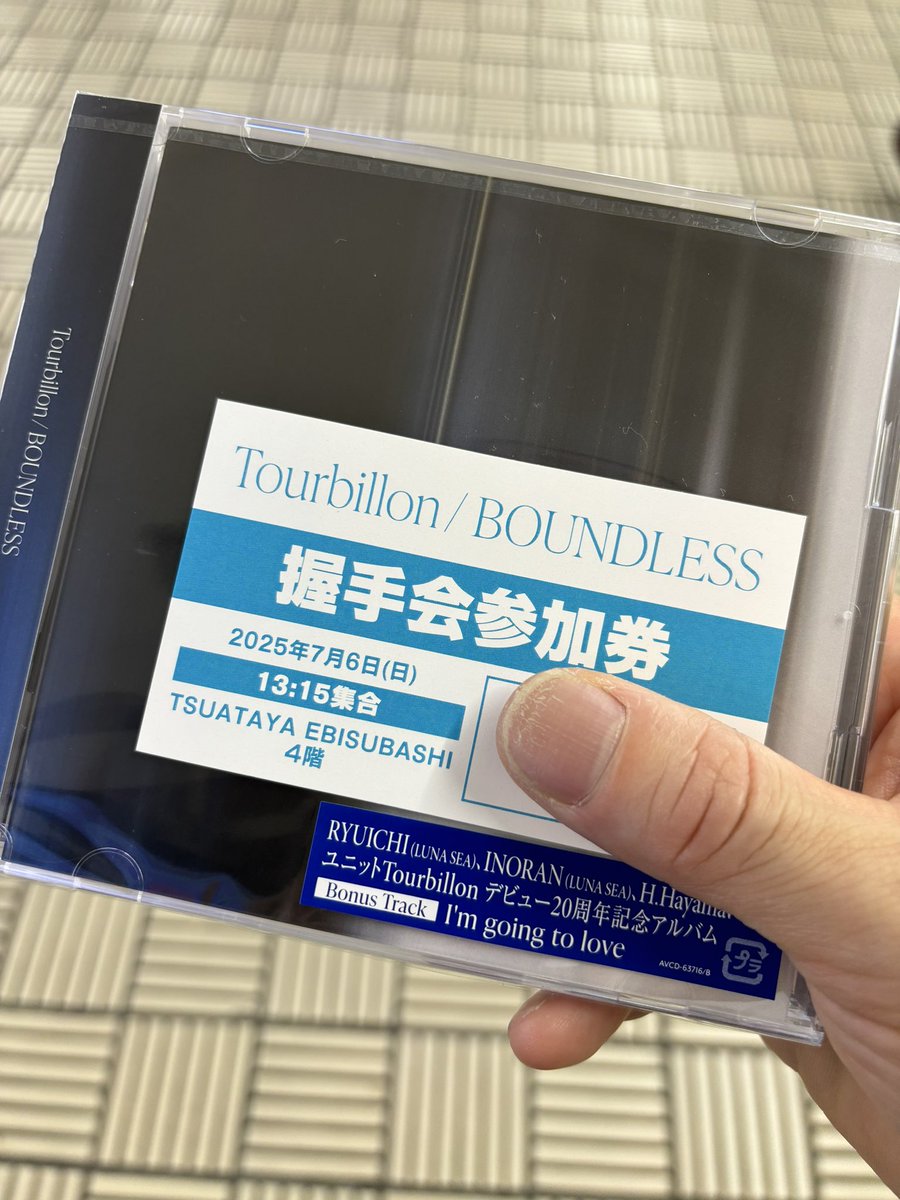 Tourbillon / BOUNDLESS
Tourbillon / BOUNDLESS
握手会参加券
2025年7月6日(日)
13:15集合
TSUATAYA EBISUBASHI
4階
RYUICHI (LUNA SEA)、INORAN (LUNA SEA)、
ユニットTourbillon デビュー20周年記念アルバム
Bonus Track I'm going to love
AVCD-63716/B
プラ